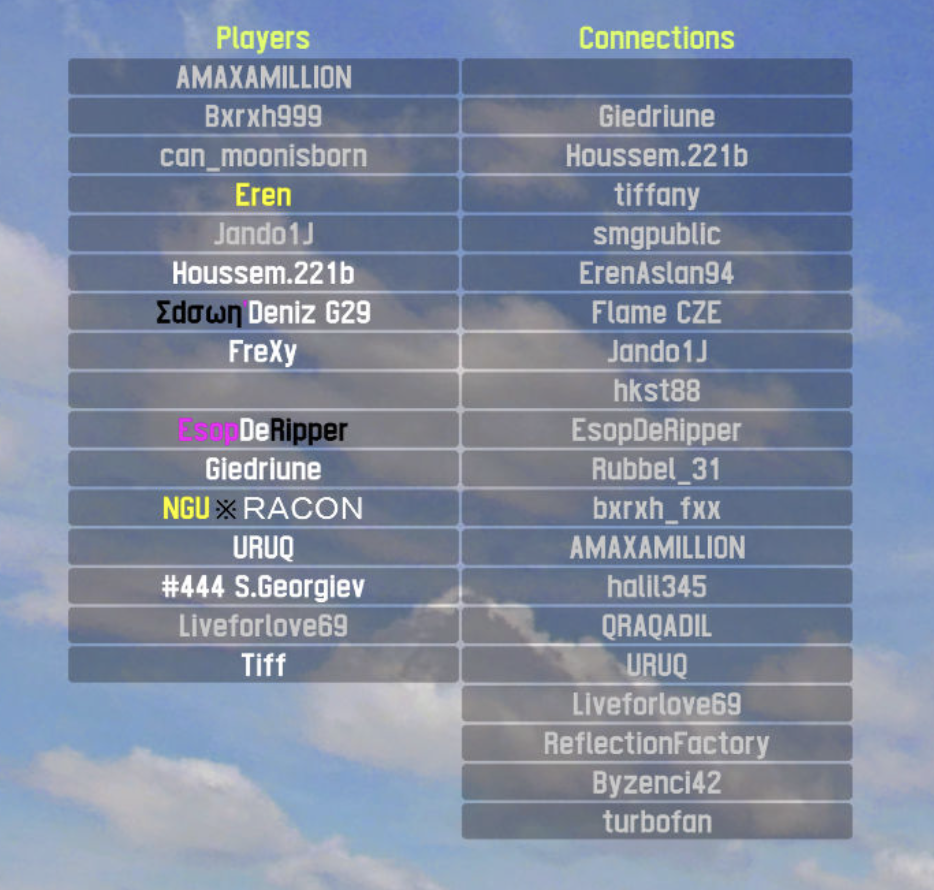 Players Connections
AMAXAMILLION
Bxrxh999 Giedriune
can_moonisborn Houssem.221b
Eren tiffany
Jando1J smgpublic
Houssem.221b ErenAslan94
Σdσωη'Deniz G29 Flame CZE
FreXy Jando1J
hkst88
EsopDeRipper EsopDeRipper
Giedriune Rubbel_31
NGU※RACON bxrxh_fxx
URUQ AMAXAMILLION
#444 S.Georgiev halil345
Liveforlove69 QRAQADIL
Tiff URUQ
Liveforlove69
ReflectionFactory
Byzenci42
turbofan